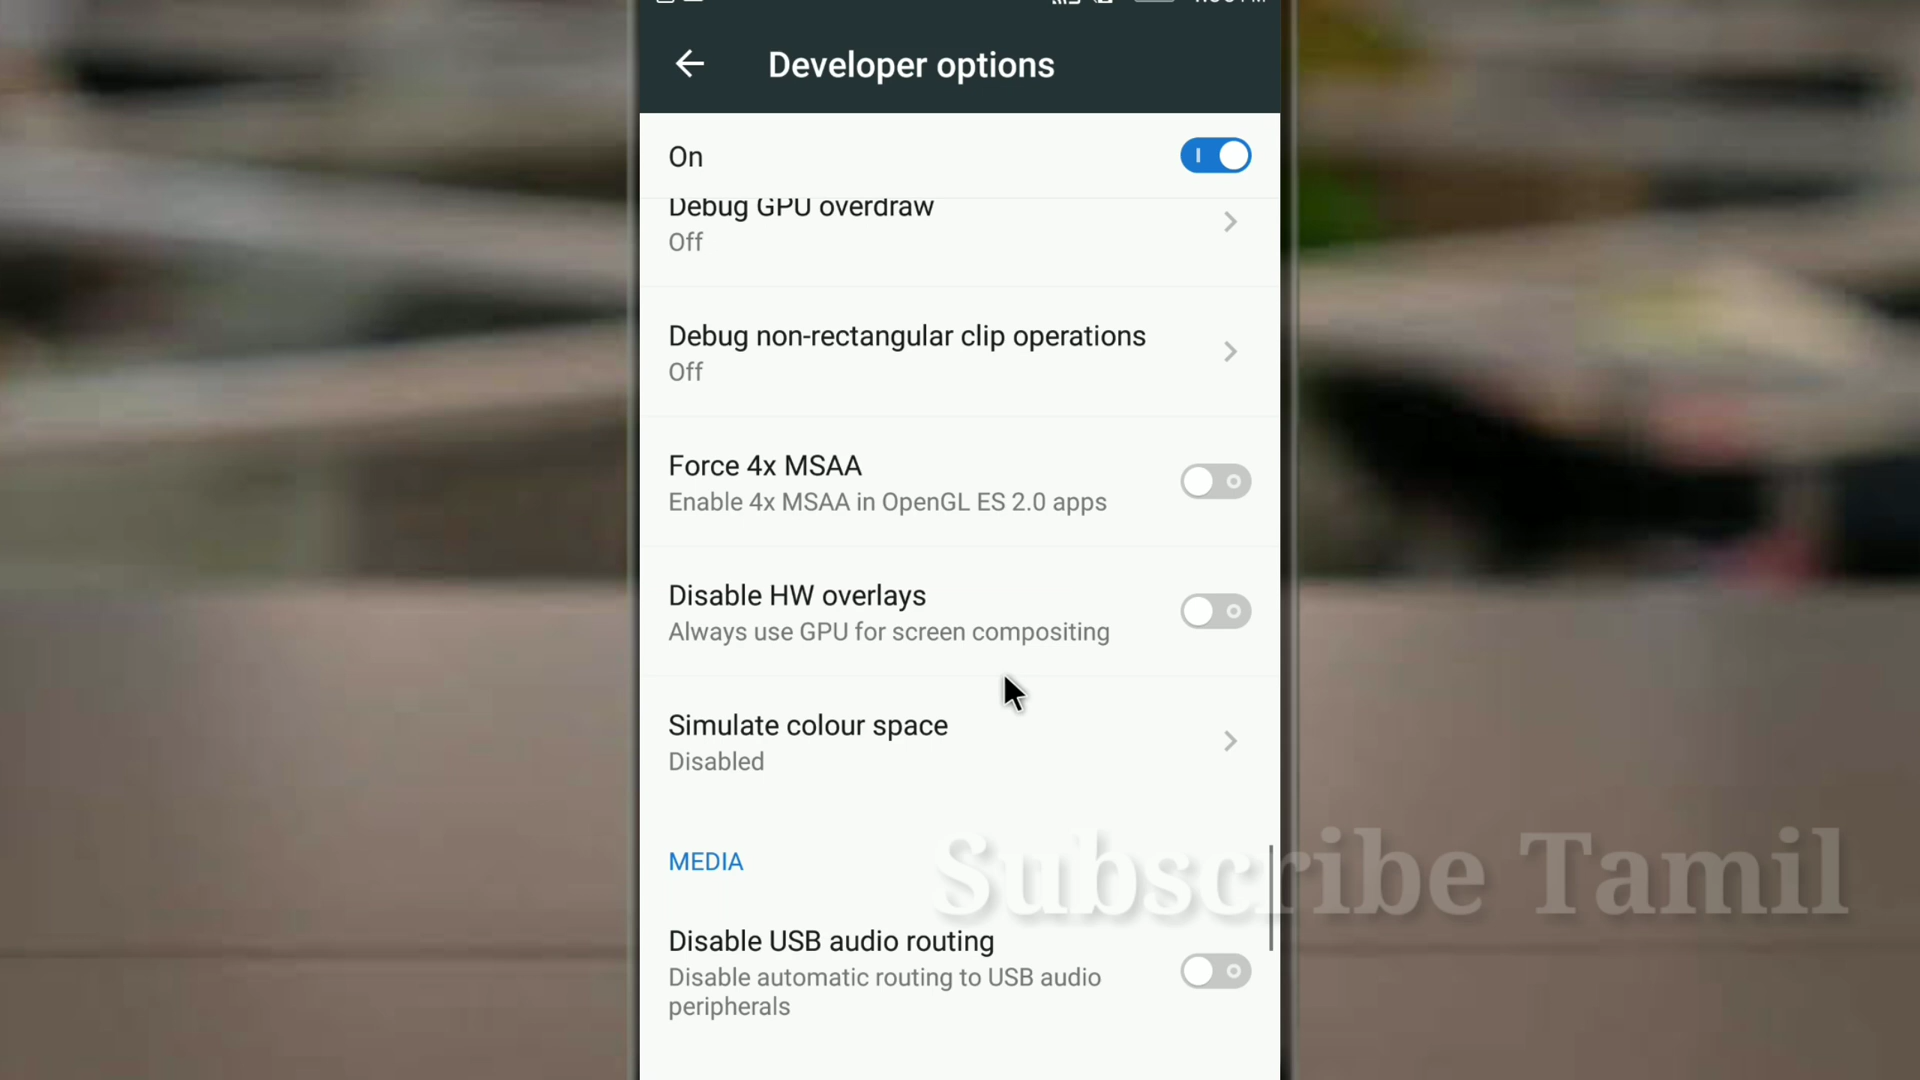 Developer options
On
Debug GPU overdraw
Off
Debug non-rectangular clip operations
Off
Force 4x MSAA
Enable 4x MSAA in OpenGL ES 2.0 apps
Disable HW overlays
Always use GPU for screen compositing
Simulate colour space
Disabled
MEDIA
Subscribe Tamil
Disable USB audio routing
Disable automatic routing to USB audio
peripherals